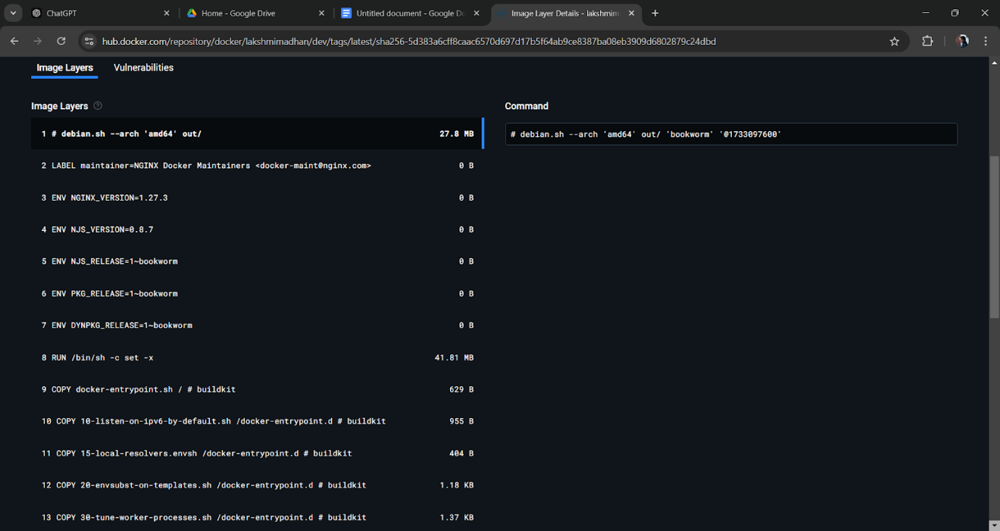 ChatGPT
Home - Google Drive
Untitled document - Google Do
Image Layer Details - lakshmim
hub.docker.com/repository/docker/lakshmimadhan/dev/tags/latest/sha256-5d383a6cff8caac6570d697d17b5f64ab9ce8387ba08eb3909d6802879c24dbd
Image Layers Vulnerabilities
Image Layers
Command
1 # debian.sh --arch 'amd64' out/ 27.8 MB
# debian.sh --arch 'amd64' out/ 'bookworm' '@1733097600'
2 LABEL maintainer=NGINX Docker Maintainers <docker-maint@nginx.com> 0 B
3 ENV NGINX_VERSION=1.27.3 0 B
4 ENV NJS_VERSION=0.8.7 0 B
5 ENV NJS_RELEASE=1~bookworm 0 B
6 ENV PKG_RELEASE=1~bookworm 0 B
7 ENV DYNPKG_RELEASE=1~bookworm 0 B
8 RUN /bin/sh -c set -x 41.81 MB
9 COPY docker-entrypoint.sh / # buildkit 629 B
10 COPY 10-listen-on-ipv6-by-default.sh /docker-entrypoint.d # buildkit 955 B
11 COPY 15-local-resolvers.envsh /docker-entrypoint.d # buildkit 404 B
12 COPY 20-envsubst-on-templates.sh /docker-entrypoint.d # buildkit 1.18 KB
13 COPY 30-tune-worker-processes.sh /docker-entrypoint.d # buildkit 1.37 KB